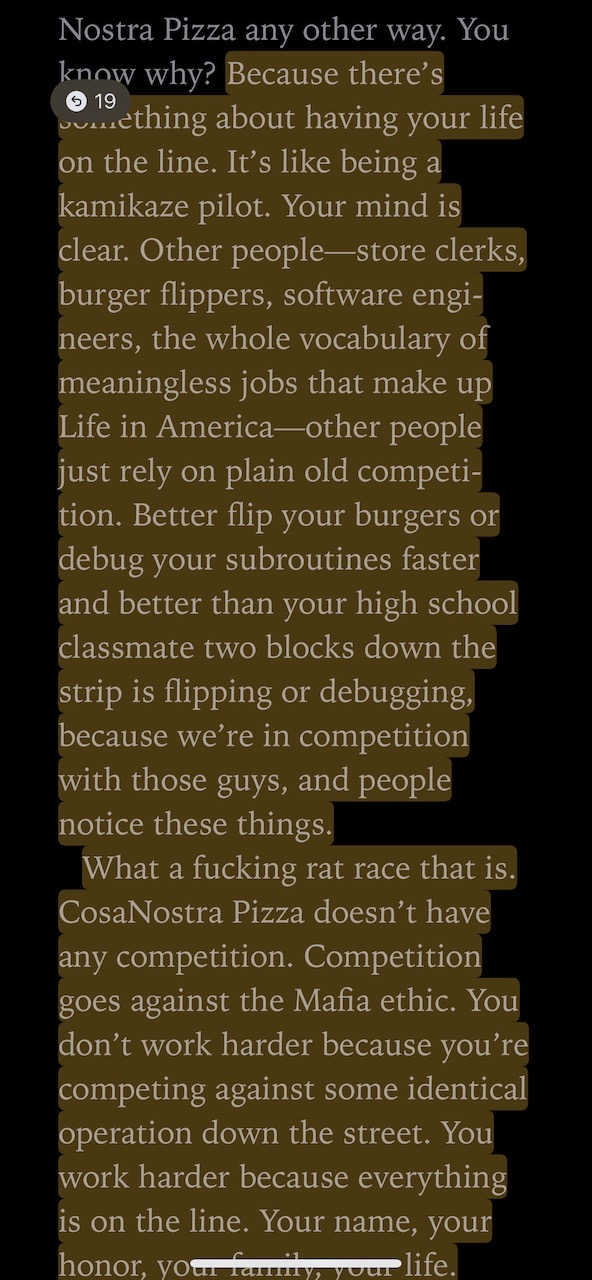 Nostra Pizza any other way. You
know why? Because there’s
19
something about having your life
on the line. It’s like being a
kamikaze pilot. Your mind is
clear. Other people—store clerks,
burger flippers, software engi-
neers, the whole vocabulary of
meaningless jobs that make up
Life in America—other people
just rely on plain old competi-
tion. Better flip your burgers or
debug your subroutines faster
and better than your high school
classmate two blocks down the
strip is flipping or debugging,
because we’re in competition
with those guys, and people
notice these things.
What a fucking rat race that is.
CosaNostra Pizza doesn’t have
any competition. Competition
goes against the Mafia ethic. You
don’t work harder because you’re
competing against some identical
operation down the street. You
work harder because everything
is on the line. Your name, your
honor, your family, your life.